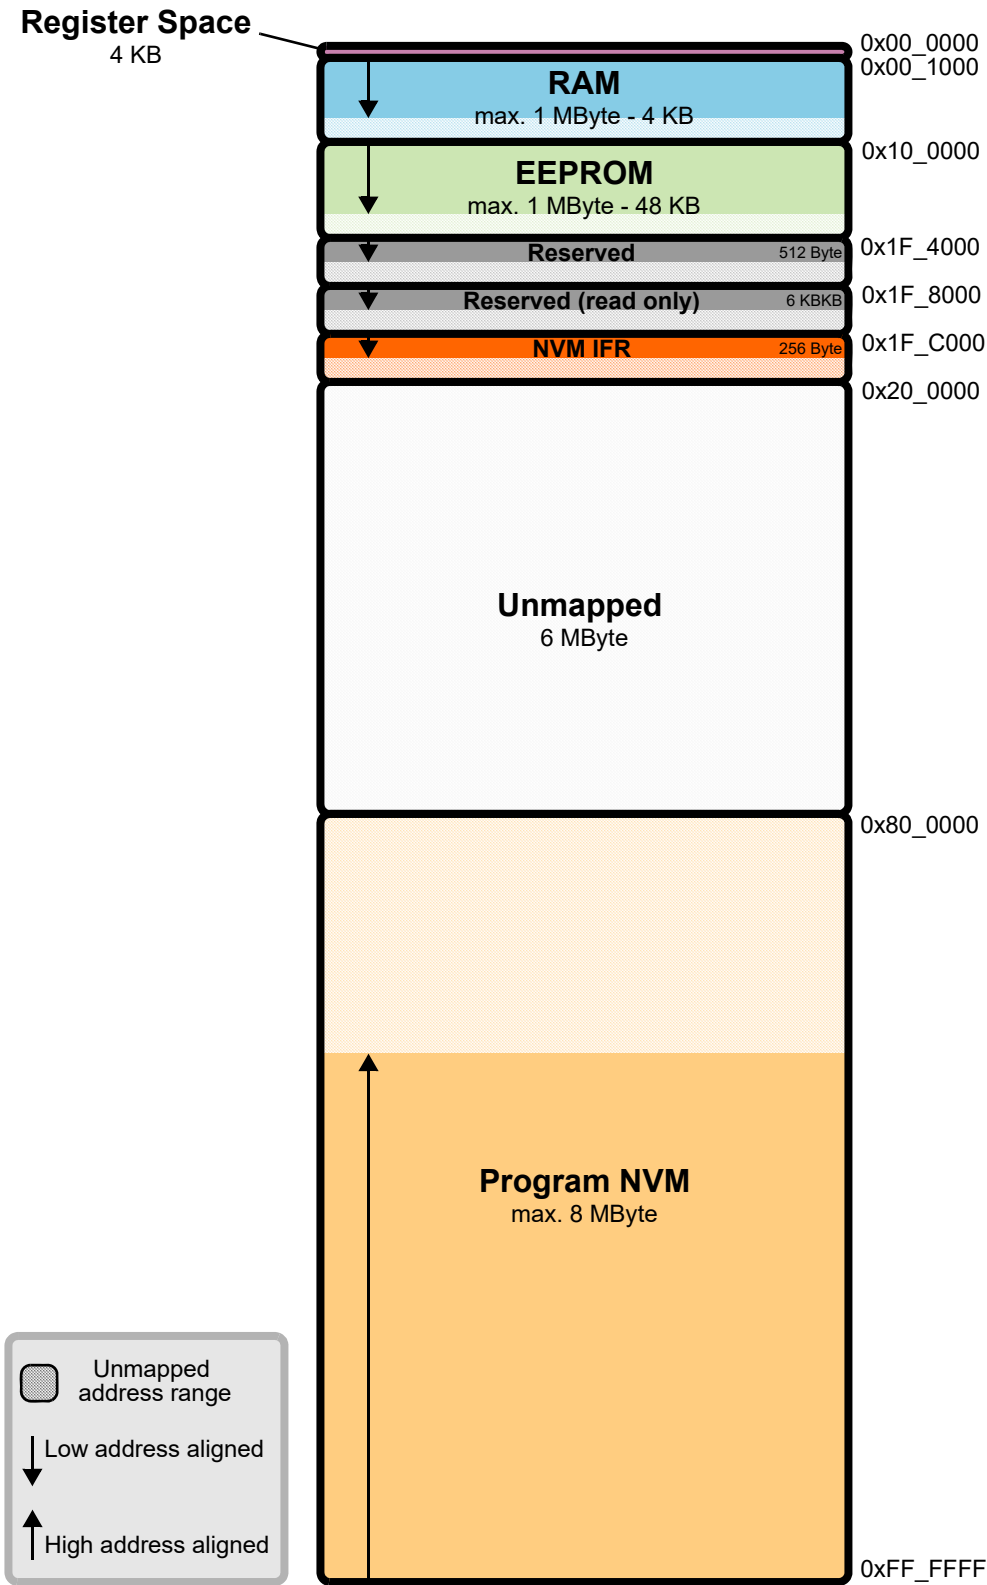 Register Space
4 KB
0x00_0000
0x00_1000
RAM
max. 1 MByte - 4 KB
0x10_0000
EEPROM
max. 1 MByte - 48 KB
0x1F_4000
Reserved
512 Byte
0x1F_8000
Reserved (read only)
6 KBKB
0x1F_C000
NVM IFR
256 Byte
0x20_0000
Unmapped
6 MByte
0x80_0000
Program NVM
max. 8 MByte
Unmapped
address range
Low address aligned
High address aligned
0xFF_FFFF